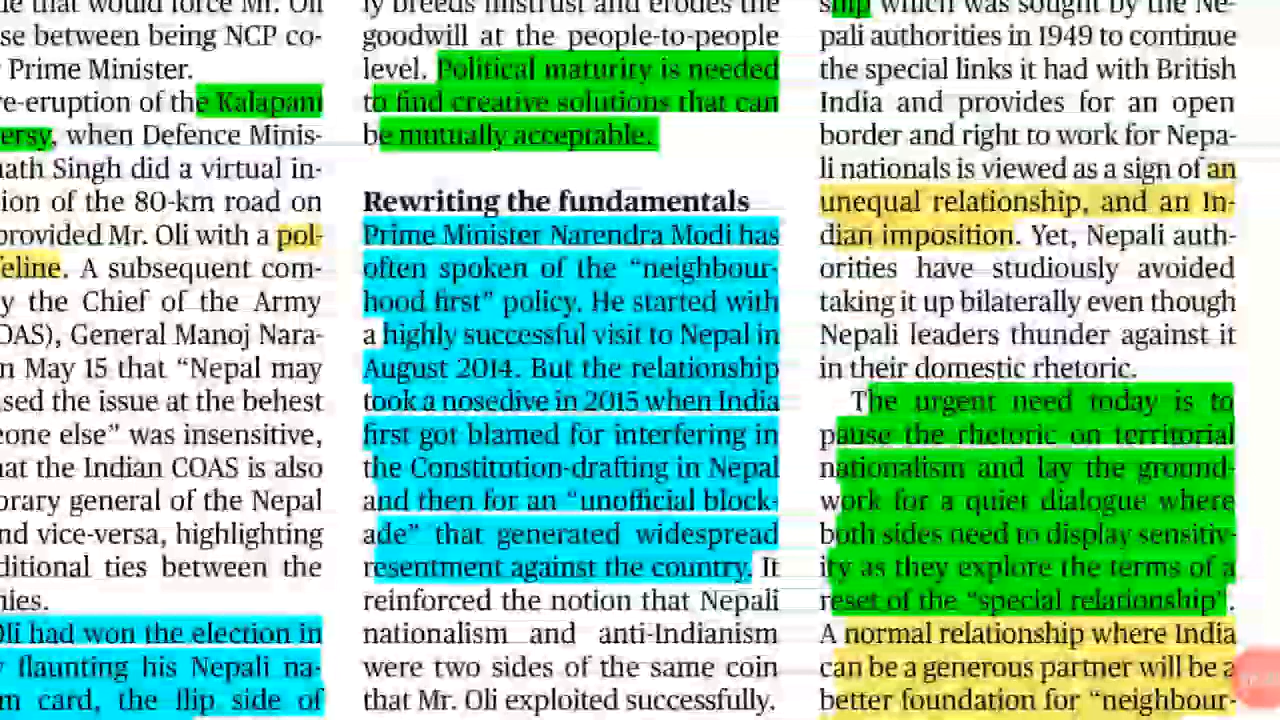 le that would force Mr. Oli
se between being NCP co-
Prime Minister.
re-eruption of the Kalapani
ersy, when Defence Minis-
nath Singh did a virtual in-
ion of the 80-km road on
provided Mr. Oli with a pol-
feline. A subsequent com-
y the Chief of the Army
OAS), General Manoj Nara-
n May 15 that “Nepal may
sed the issue at the behest
eone else” was insensitive,
hat the Indian COAS is also
orary general of the Nepal
nd vice-versa, highlighting
ditional ties between the
nies.
Oli had won the election in
y flaunting his Nepali na-
m card, the flip side of
ly breeds mistrust and erodes the
goodwill at the people-to-people
level. Political maturity is needed
to find creative solutions that can
be mutually acceptable.
Rewriting the fundamentals
Prime Minister Narendra Modi has
often spoken of the “neighbour-
hood first” policy. He started with
a highly successful visit to Nepal in
August 2014. But the relationship
took a nosedive in 2015 when India
first got blamed for interfering in
the Constitution-drafting in Nepal
and then for an “unofficial block-
ade” that generated widespread
resentment against the country. It
reinforced the notion that Nepali
nationalism and anti-Indianism
were two sides of the same coin
that Mr. Oli exploited successfully.
ship which was sought by the Ne-
pali authorities in 1949 to continue
the special links it had with British
India and provides for an open
border and right to work for Nepa-
li nationals is viewed as a sign of an
unequal relationship, and an In-
dian imposition. Yet, Nepali auth-
orities have studiously avoided
taking it up bilaterally even though
Nepali leaders thunder against it
in their domestic rhetoric.
The urgent need today is to
pause the rhetoric on territorial
nationalism and lay the ground-
work for a quiet dialogue where
both sides need to display sensitiv-
ity as they explore the terms of a
reset of the “special relationship”.
A normal relationship where India
can be a generous partner will be a
better foundation for “neighbour-